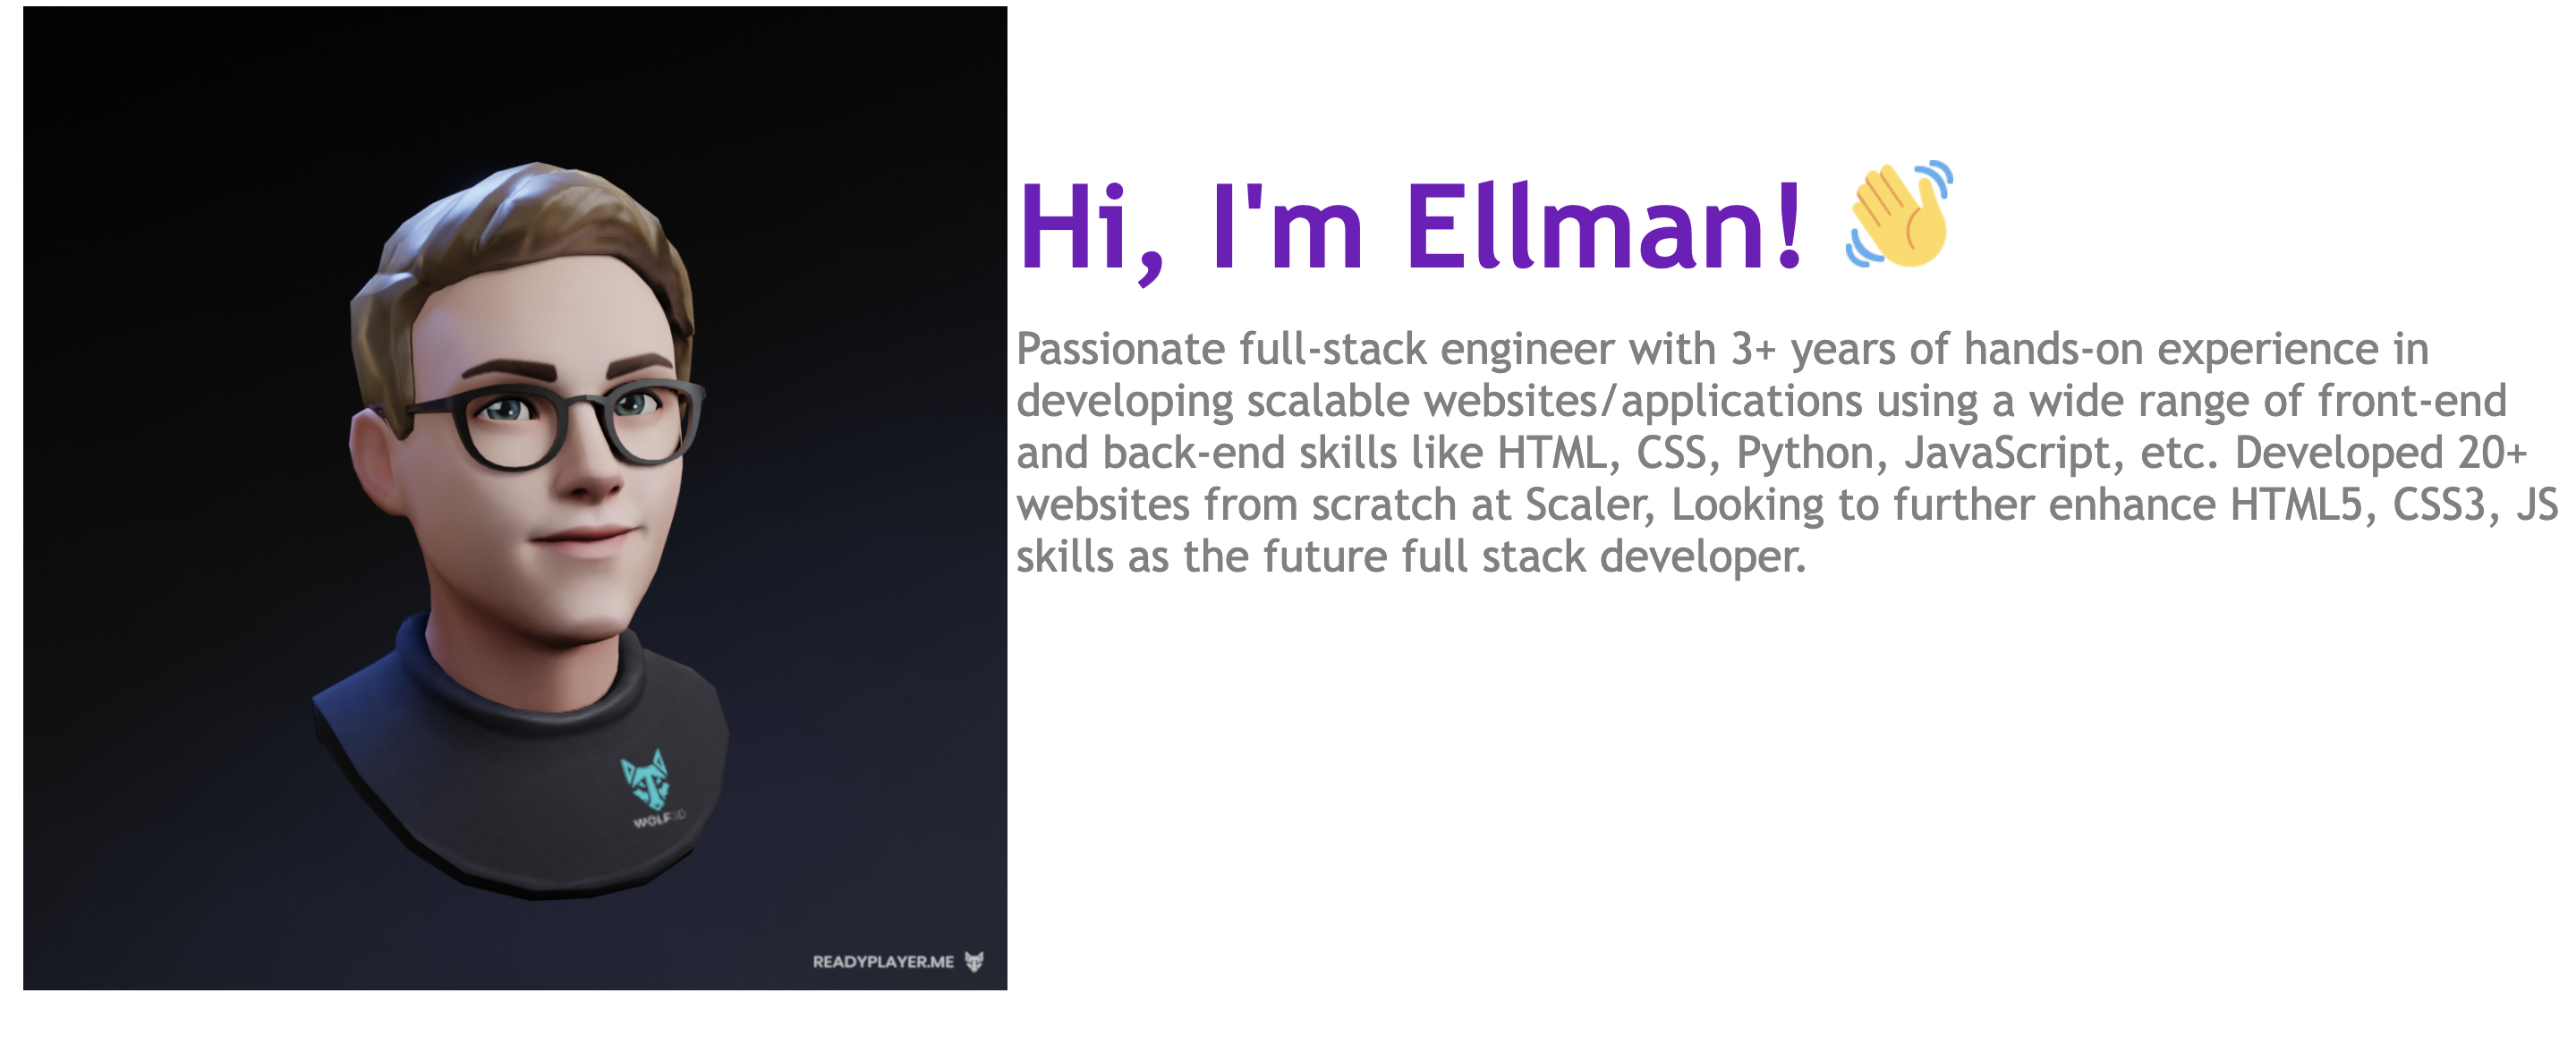 Hi, I'm Ellman! 👋
Passionate full-stack engineer with 3+ years of hands-on experience in
developing scalable websites/applications using a wide range of front-end
and back-end skills like HTML, CSS, Python, JavaScript, etc. Developed 20+
websites from scratch at Scaler, Looking to further enhance HTML5, CSS3, JS
skills as the future full stack developer.
WOLF3D
READYPLAYER.ME